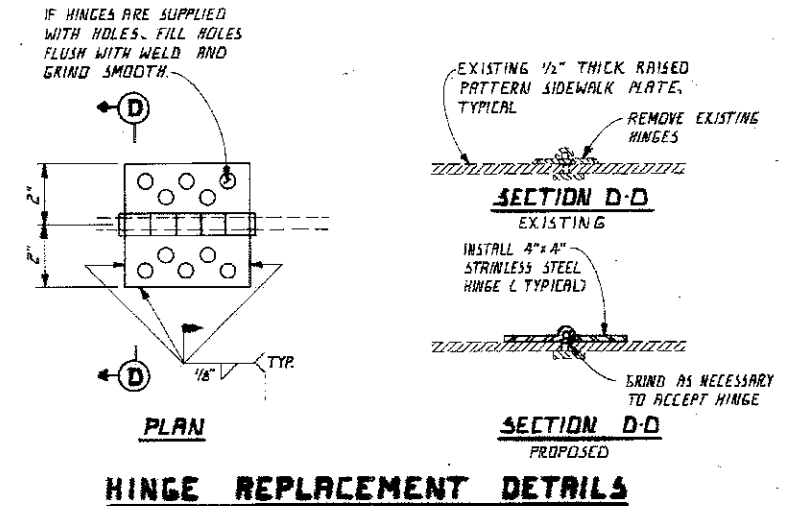 IF HINGES ARE SUPPLIED
WITH HOLES, FILL HOLES
FLUSH WITH WELD AND
GRIND SMOOTH.
D
2"
2"
D
1/8"
TYP.
PLAN
EXISTING 1/2" THICK RAISED
PATTERN SIDEWALK PLATE,
TYPICAL
REMOVE EXISTING
HINGES
SECTION D-D
EXISTING
INSTALL 4"x4"
STAINLESS STEEL
HINGE (TYPICAL)
GRIND AS NECESSARY
TO ACCEPT HINGE
SECTION D-D
PROPOSED
HINGE REPLACEMENT DETAILS